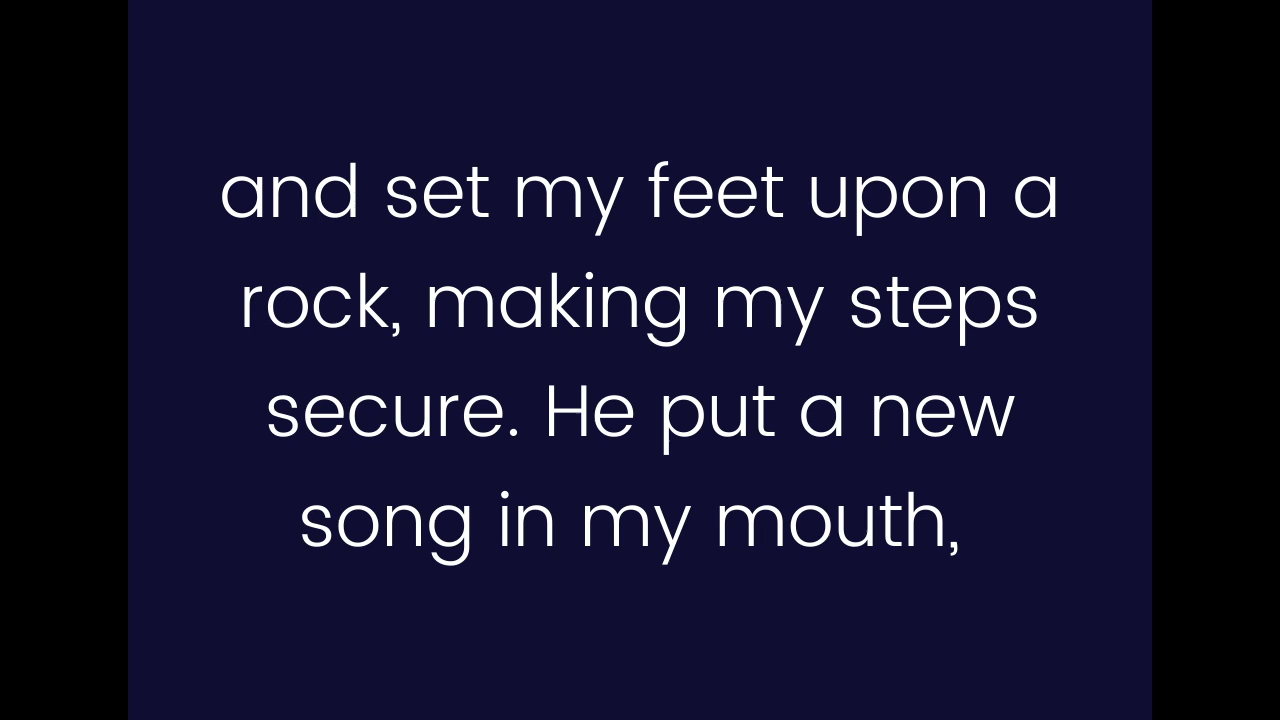 and set my feet upon a
rock, making my steps
secure. He put a new
song in my mouth,